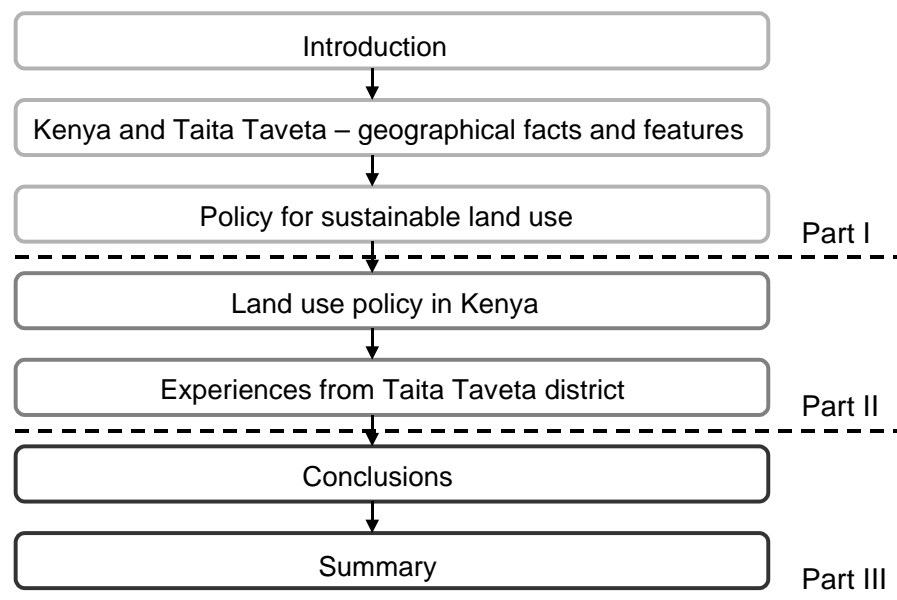 Introduction
Kenya and Taita Taveta – geographical facts and features
Policy for sustainable land use
Part I
Land use policy in Kenya
Experiences from Taita Taveta district
Part II
Conclusions
Summary
Part III